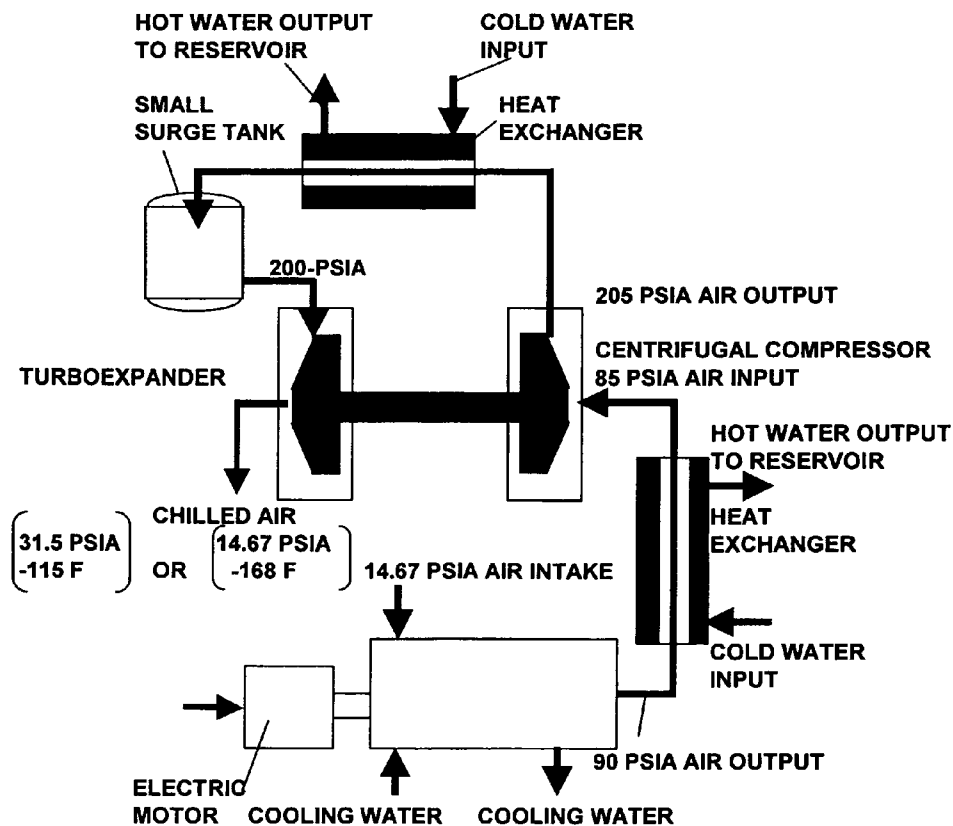 HOT WATER OUTPUT
TO RESERVOIR
COLD WATER
INPUT
SMALL
SURGE TANK
HEAT
EXCHANGER
200-PSIA
205 PSIA AIR OUTPUT
CENTRIFUGAL COMPRESSOR
85 PSIA AIR INPUT
TURBOEXPANDER
HOT WATER OUTPUT
TO RESERVOIR
HEAT
EXCHANGER
CHILLED AIR
31.5 PSIA
-115 F
OR
14.67 PSIA
-168 F
14.67 PSIA AIR INTAKE
COLD WATER
INPUT
90 PSIA AIR OUTPUT
ELECTRIC
MOTOR
COOLING WATER
COOLING WATER